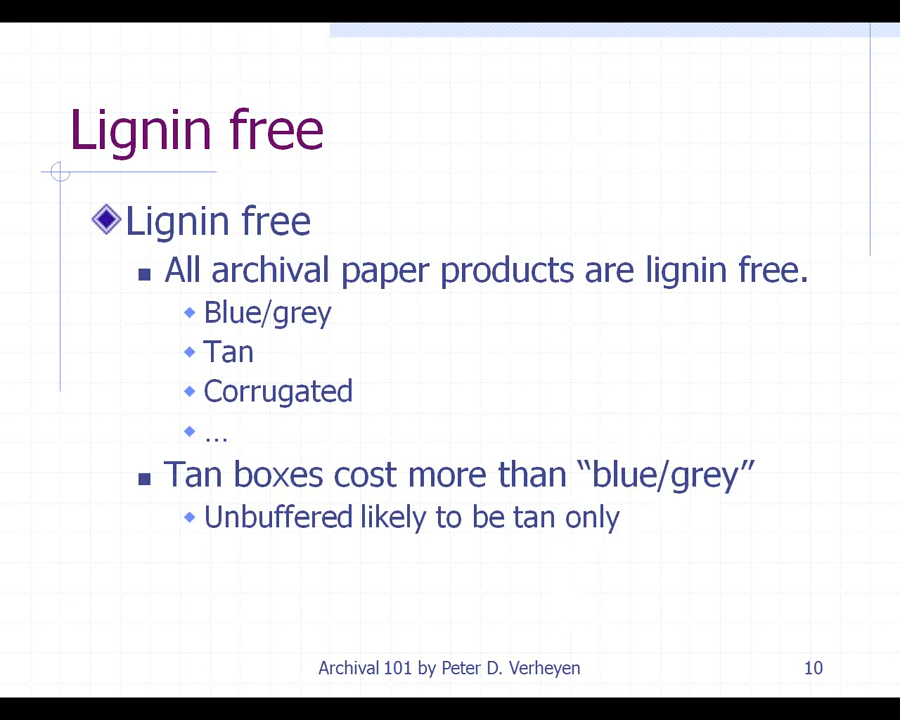 Lignin free
Lignin free
All archival paper products are lignin free.
Blue/grey
Tan
Corrugated
…
Tan boxes cost more than “blue/grey”
Unbuffered likely to be tan only
Archival 101 by Peter D. Verheyen
10